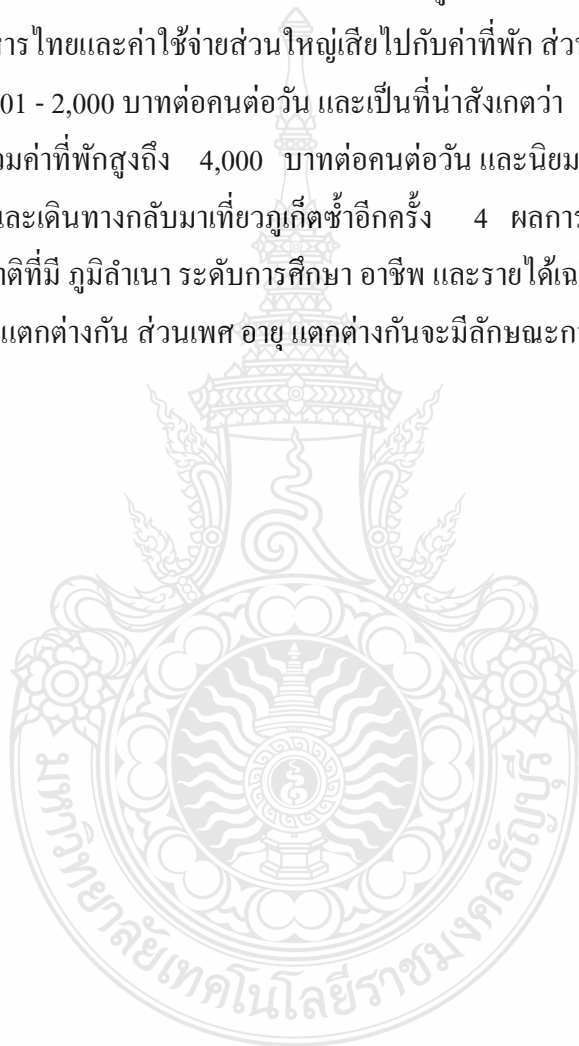 ารไทยและค่าใช้จ่ายส่วนใหญ่เสียไปกับค่าที่พัก ส่วน
01 - 2,000 บาทต่อคนต่อวัน และเป็นที่น่าสังเกตว่า
วมค่าที่พักสูงถึง 4,000 บาทต่อคนต่อวัน และนิยม
และเดินทางกลับมาเที่ยวภูเก็ตซ้ำอีกครั้ง 4 ผลการ
าติที่มี ภูมิลำเนา ระดับการศึกษา อาชีพ และรายได้เฉ
แตกต่างกัน ส่วนเพศ อายุ แตกต่างกันจะมีลักษณะกา
มหาวิทยาลัยเทคโนโลยีราชมงคลธัญบุรี